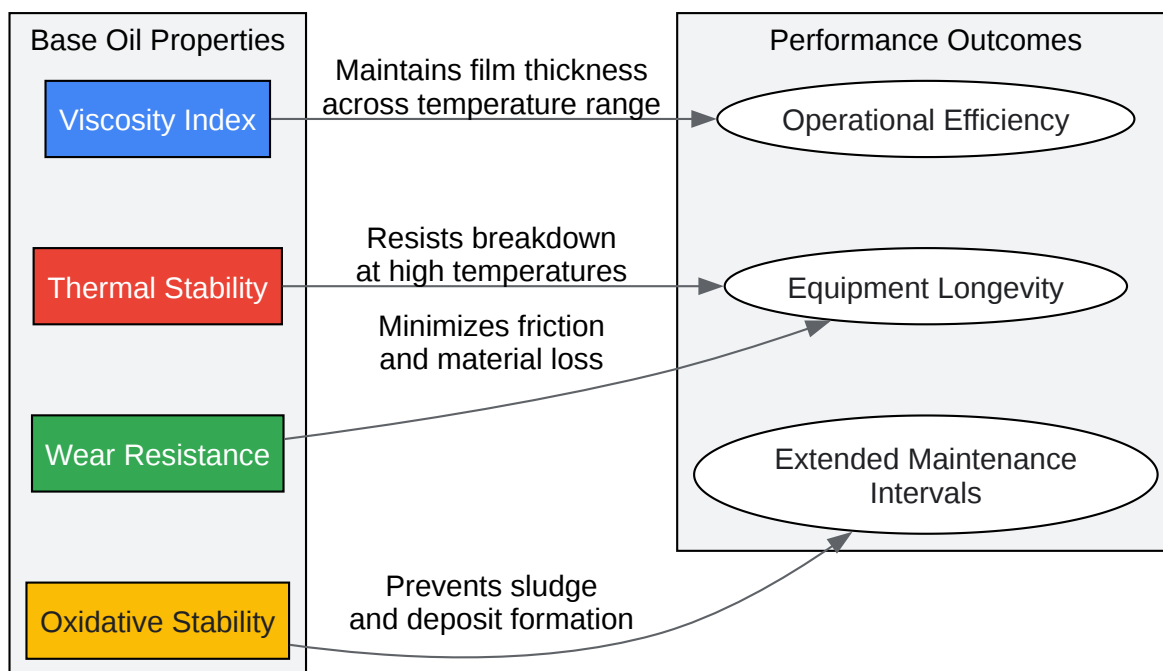 Base Oil Properties
Performance Outcomes
Viscosity Index
Maintains film thickness
across temperature range
Operational Efficiency
Thermal Stability
Resists breakdown
at high temperatures
Equipment Longevity
Minimizes friction
and material loss
Wear Resistance
Extended Maintenance
Intervals
Oxidative Stability
Prevents sludge
and deposit formation